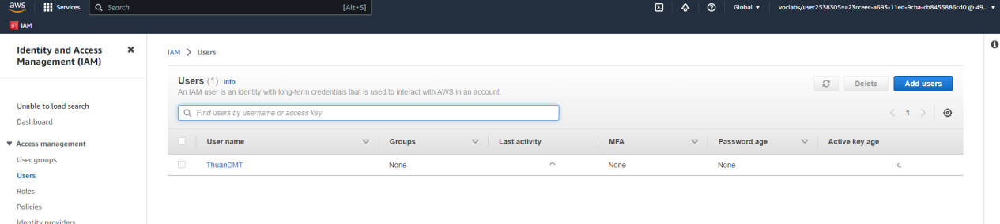 aws Services Search [Alt+S] Global voclabs/user2538305=a23cceec-a693-11ed-9cba-cb8455886cd0 @ 49...
IAM
Identity and Access Management (IAM)
Unable to load search
Dashboard
Access management
User groups
Users
Roles
Policies
Identity providers
IAM > Users
Users (1) Info
An IAM user is an identity with long-term credentials that is used to interact with AWS in an account.
Delete Add users
Find users by username or access key
1
User name Groups Last activity MFA Password age Active key age
ThuanDMT None None None